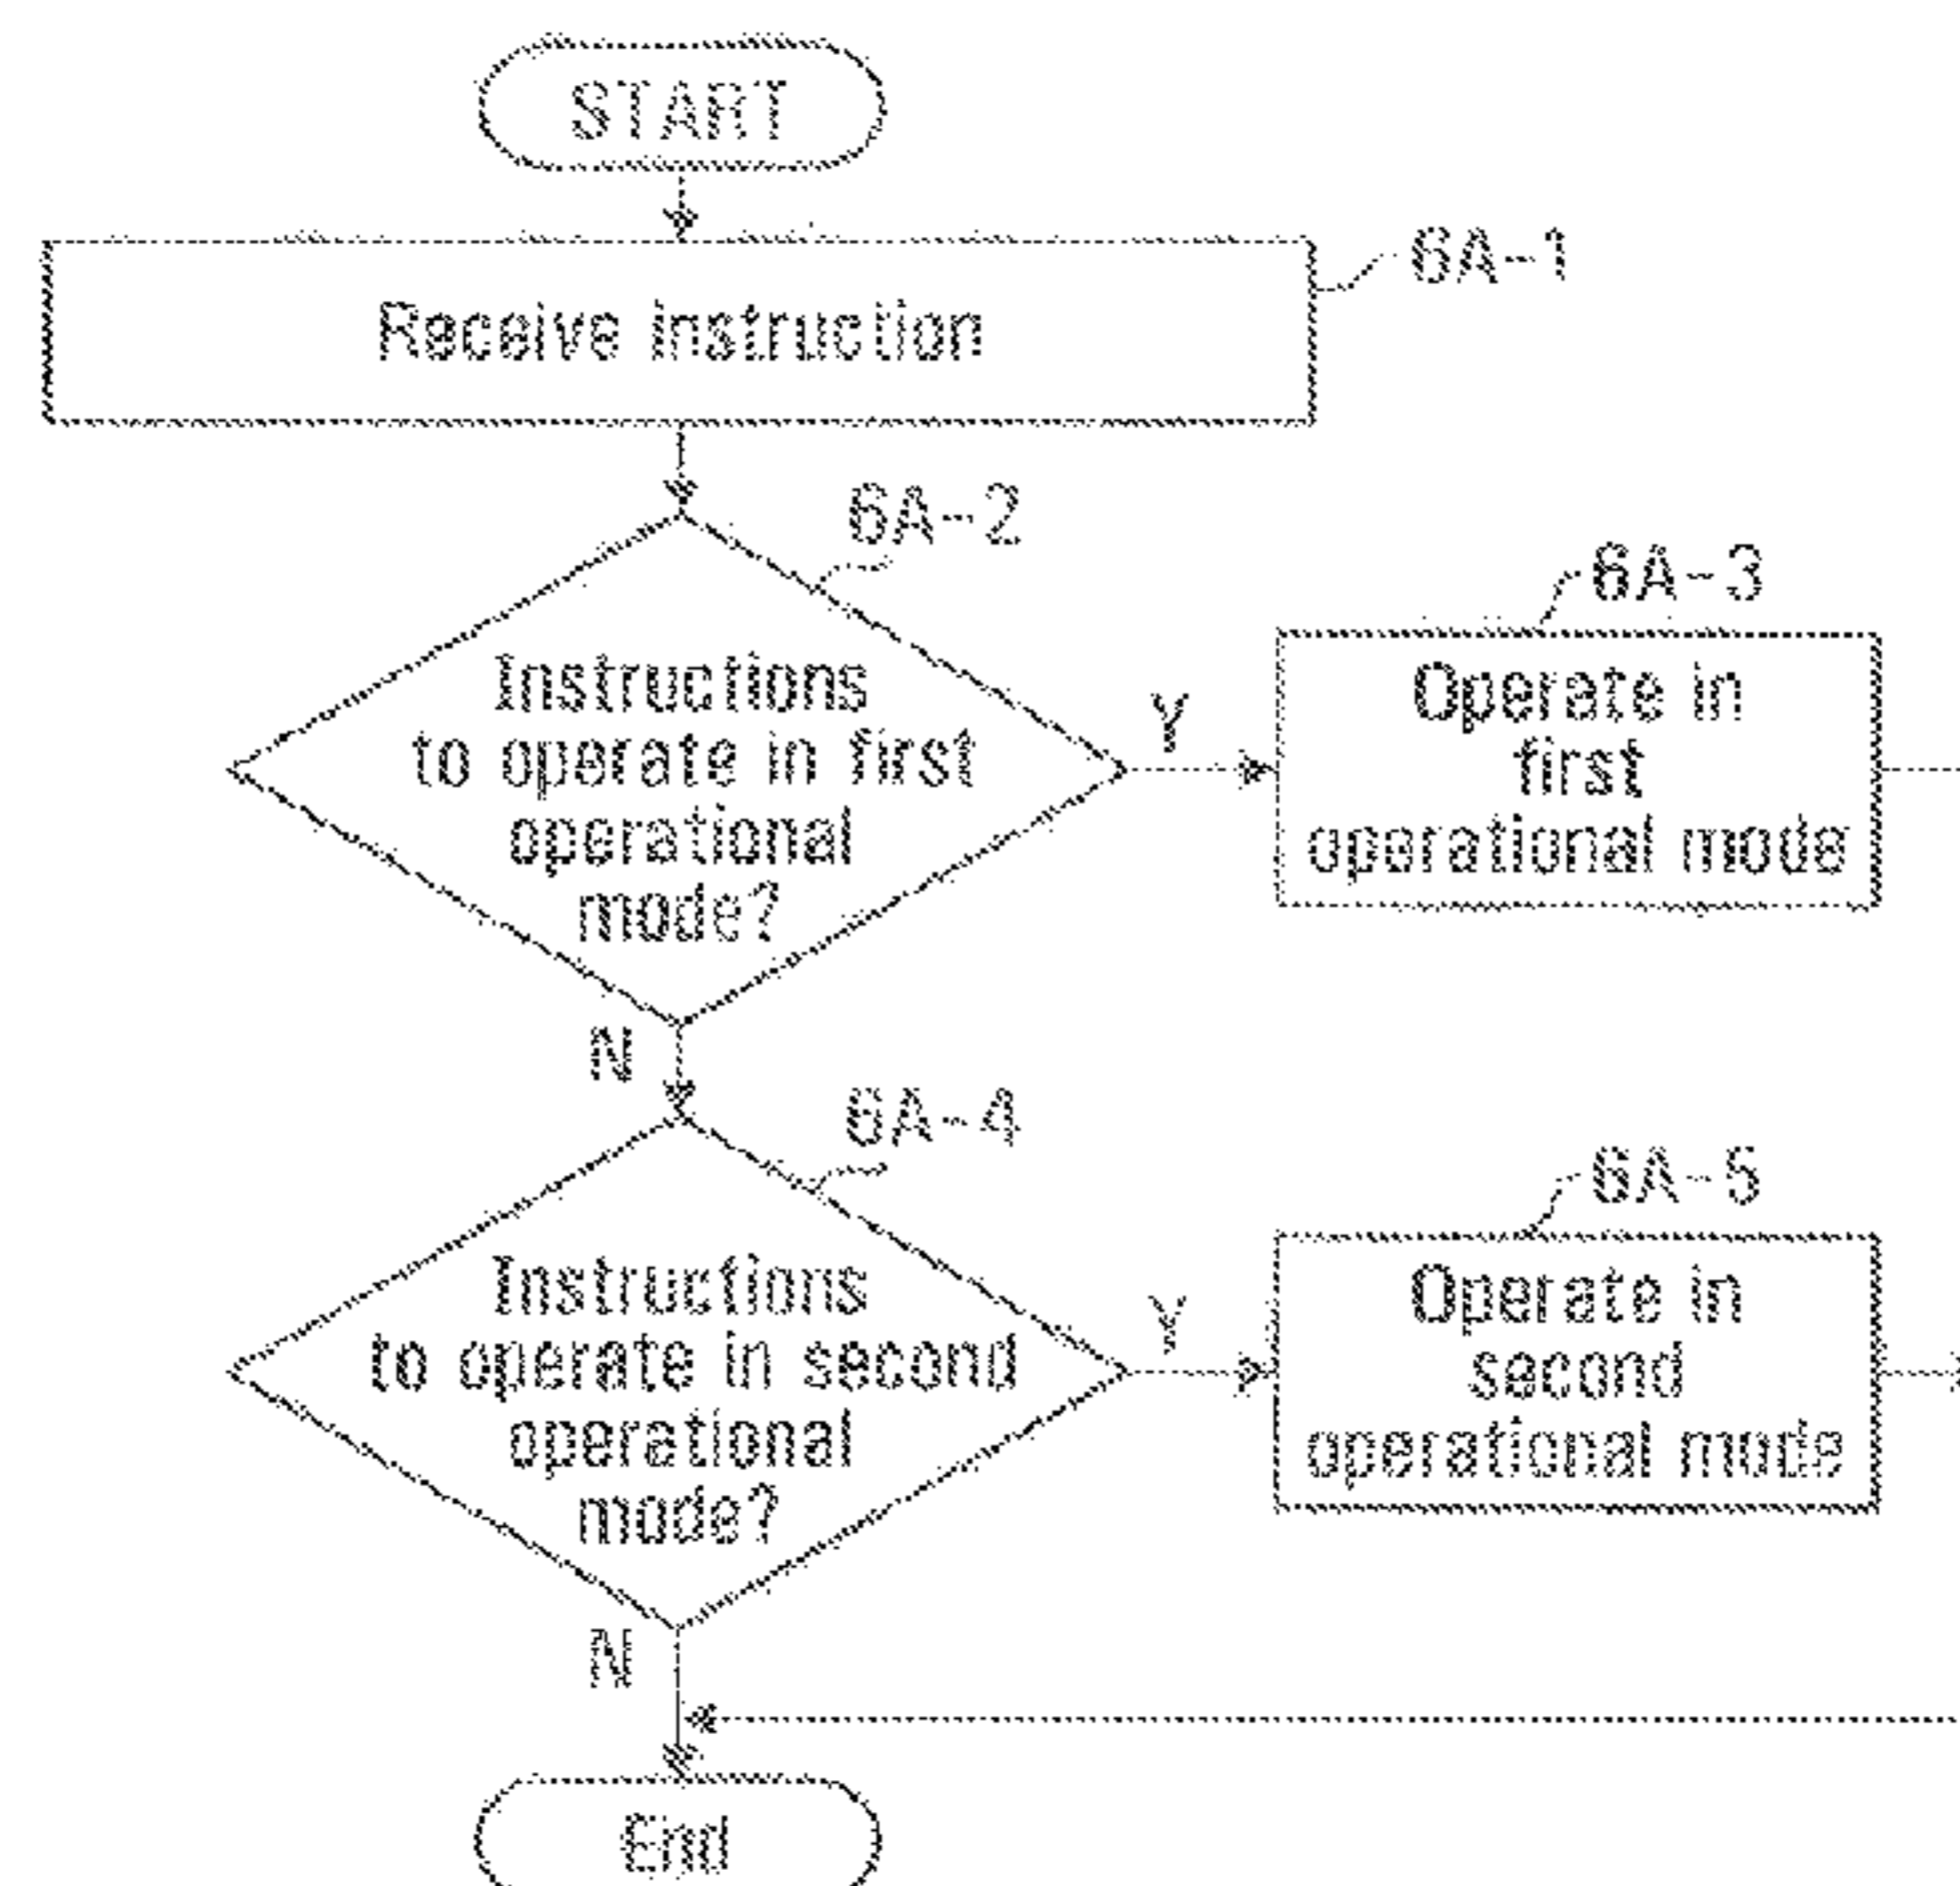 START
Receive instruction
6A-1
6A-2
Instructions
to operate in first
operational
mode?
Y
6A-3
Operate in
first
operational mode
N
6A-4
Instructions
to operate in second
operational
mode?
Y
6A-5
Operate in
second
operational mode
N
End